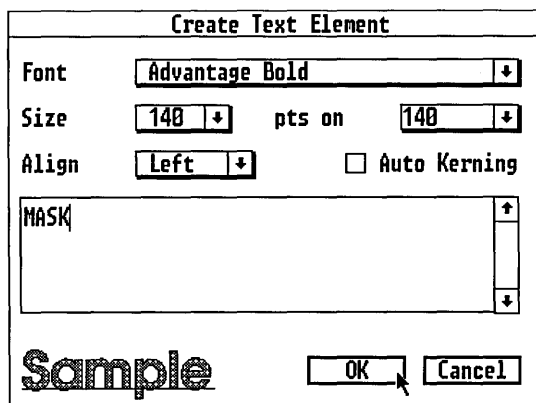 Create Text Element
Font Advantage Bold
Size 140 pts on 140
Align Left Auto Kerning
MASK
Sample OK Cancel